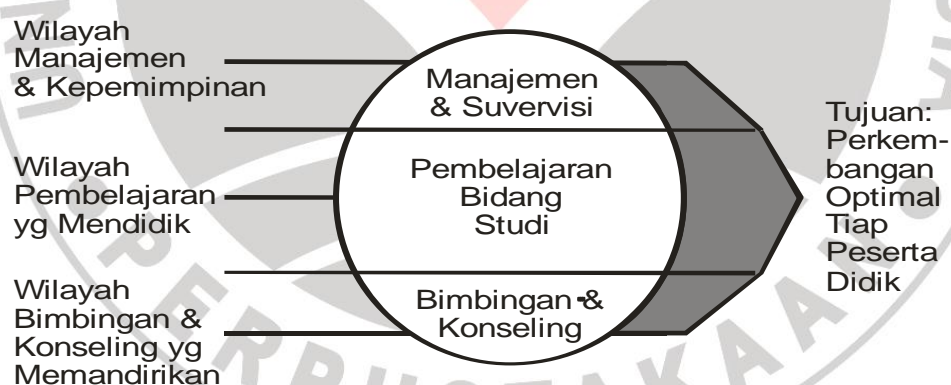 Wilayah
Manajemen
& Kepemimpinan
Wilayah
Pembelajaran
yg Mendidik
Wilayah
Bimbingan &
Konseling yg
Memandirikan
Manajemen
& Suvervisi
Pembelajaran
Bidang
Studi
Bimbingan &
Konseling
Tujuan:
Perkem-
bangan
Optimal
Tiap
Peserta
Didik
PERPUSTAKAAN